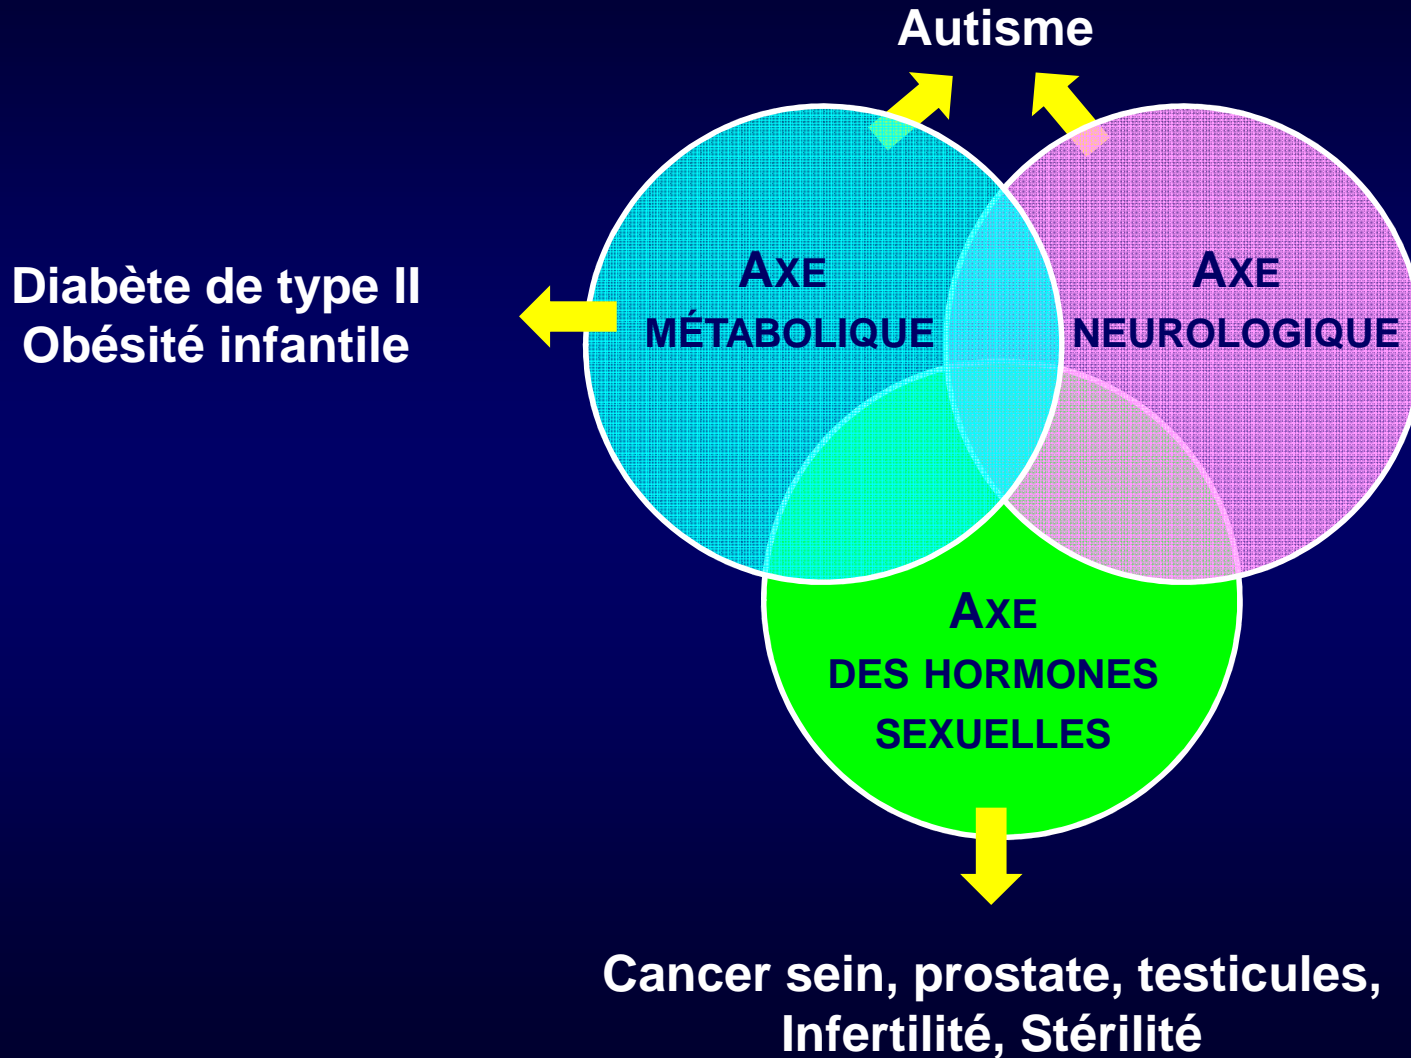 Autisme
Diabète de type II
Obésité infantile
AXE
MÉTABOLIQUE
AXE
NEUROLOGIQUE
AXE
DES HORMONES
SEXUELLES
Cancer sein, prostate, testicules,
Infertilité, Stérilité